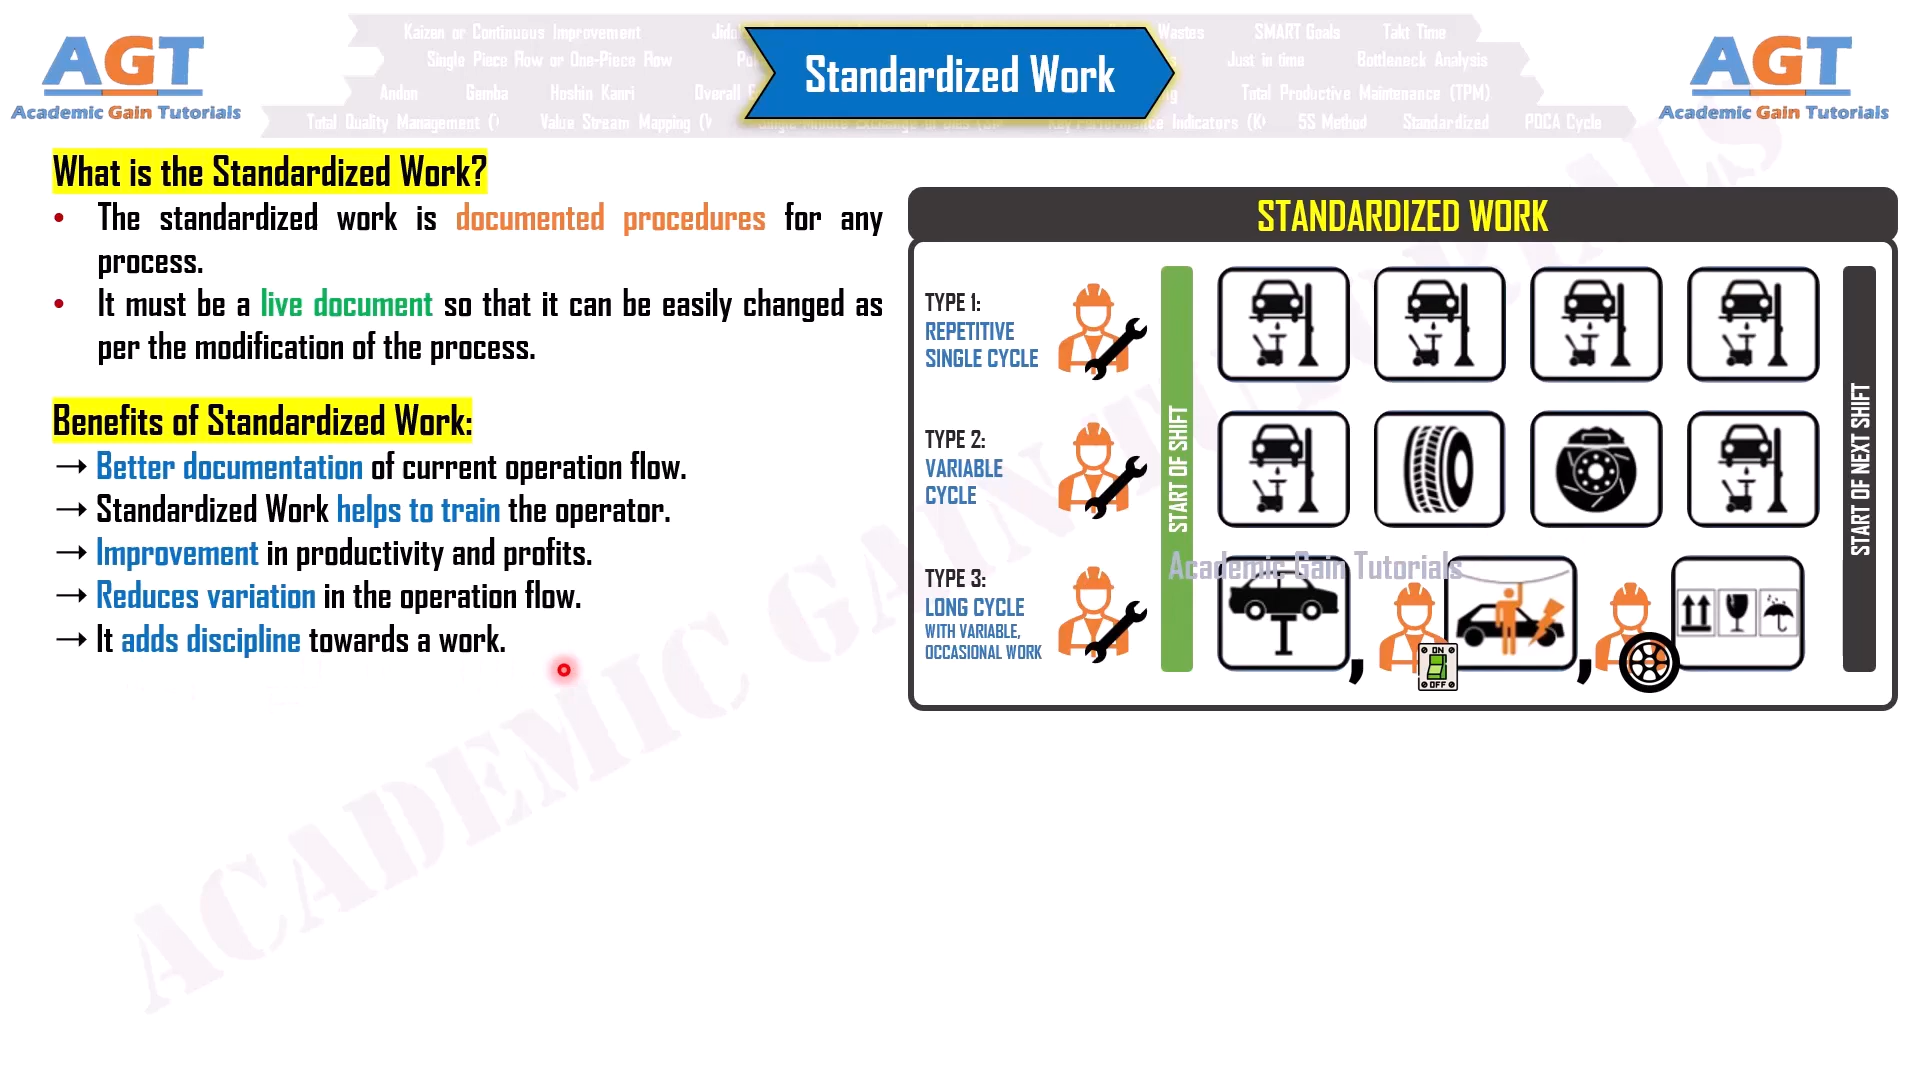 Kaizen or Continuous Improvement
Wastes SMART Goals Takt Time
Single Piece Flow or One-Piece Flow
Just in time Bottleneck Analysis
Andon Gemba Hoshin Kanri Overall
Total Productive Maintenance (TPM)
Total Quality Management ( Value Stream Mapping (
Indicators 5S Method Standardized PDCA Cycle
AGT
Academic Gain Tutorials
Standardized Work
AGT
Academic Gain Tutorials
What is the Standardized Work?
• The standardized work is documented procedures for any
process.
• It must be a live document so that it can be easily changed as
per the modification of the process.
Benefits of Standardized Work:
→ Better documentation of current operation flow.
→ Standardized Work helps to train the operator.
→ Improvement in productivity and profits.
→ Reduces variation in the operation flow.
→ It adds discipline towards a work.
STANDARDIZED WORK
TYPE 1:
REPETITIVE
SINGLE CYCLE
TYPE 2:
VARIABLE
CYCLE
TYPE 3:
LONG CYCLE
WITH VARIABLE,
OCCASIONAL WORK
START OF SHIFT
START OF NEXT SHIFT
Academic Gain Tutorials
, ,
ON
OFF
ACADEMIC GAIN TUTORIALS